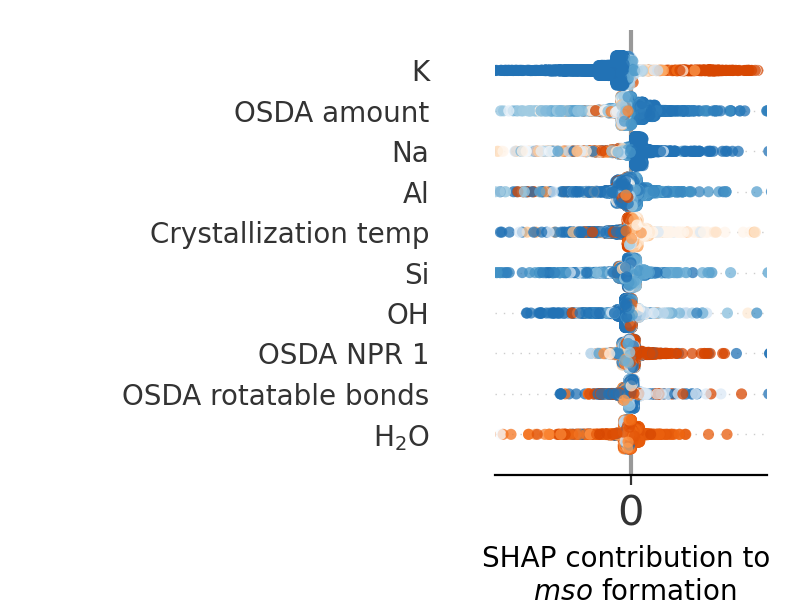 K
OSDA amount
Na
Al
Crystallization temp
Si
OH
OSDA NPR 1
OSDA rotatable bonds
H₂O
0
SHAP contribution to
mso formation